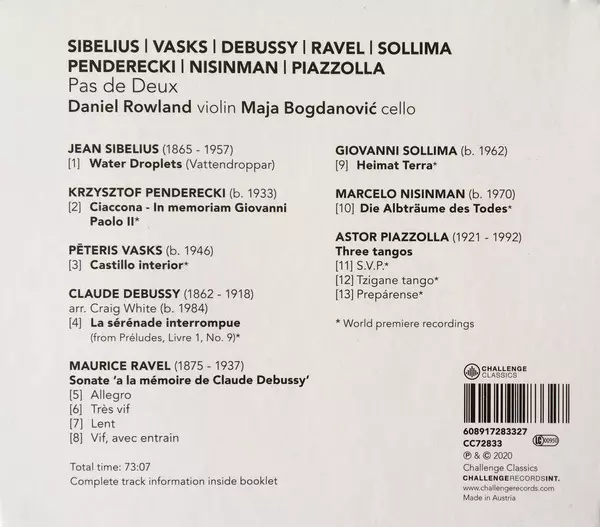 SIBELIUS | VASKS | DEBUSSY | RAVEL | SOLLIMA
PENDERECKI | NISINMAN | PIAZZOLLA
Pas de Deux
Daniel Rowland violin Maja Bogdanović cello
JEAN SIBELIUS (1865 - 1957)
[1] Water Droplets (Vattendroppar)
KRZYSZTOF PENDERECKI (b. 1933)
[2] Ciaccona - In memoriam Giovanni
Paolo II*
PĒTERIS VASKS (b. 1946)
[3] Castillo interior*
CLAUDE DEBUSSY (1862 - 1918)
arr. Craig White (b. 1984)
[4] La sérénade interrompue
(from Préludes, Livre 1, No. 9)*
MAURICE RAVEL (1875 - 1937)
Sonate 'a la mémoire de Claude Debussy'
[5] Allegro
[6] Très vif
[7] Lent
[8] Vif, avec entrain
Total time: 73:07
Complete track information inside booklet
GIOVANNI SOLLIMA (b. 1962)
[9] Heimat Terra*
MARCELO NISINMAN (b. 1970)
[10] Die Albträume des Todes*
ASTOR PIAZZOLLA (1921 - 1992)
Three tangos
[11] S.V.P.*
[12] Tzigane tango*
[13] Prepárense*
* World premiere recordings
CHALLENGE
CLASSICS
608917283327
CC72833
LC 00950
℗ & © 2020
Challenge Classics
CHALLENGERECORDSINT.
www.challengerecords.com
Made in Austria